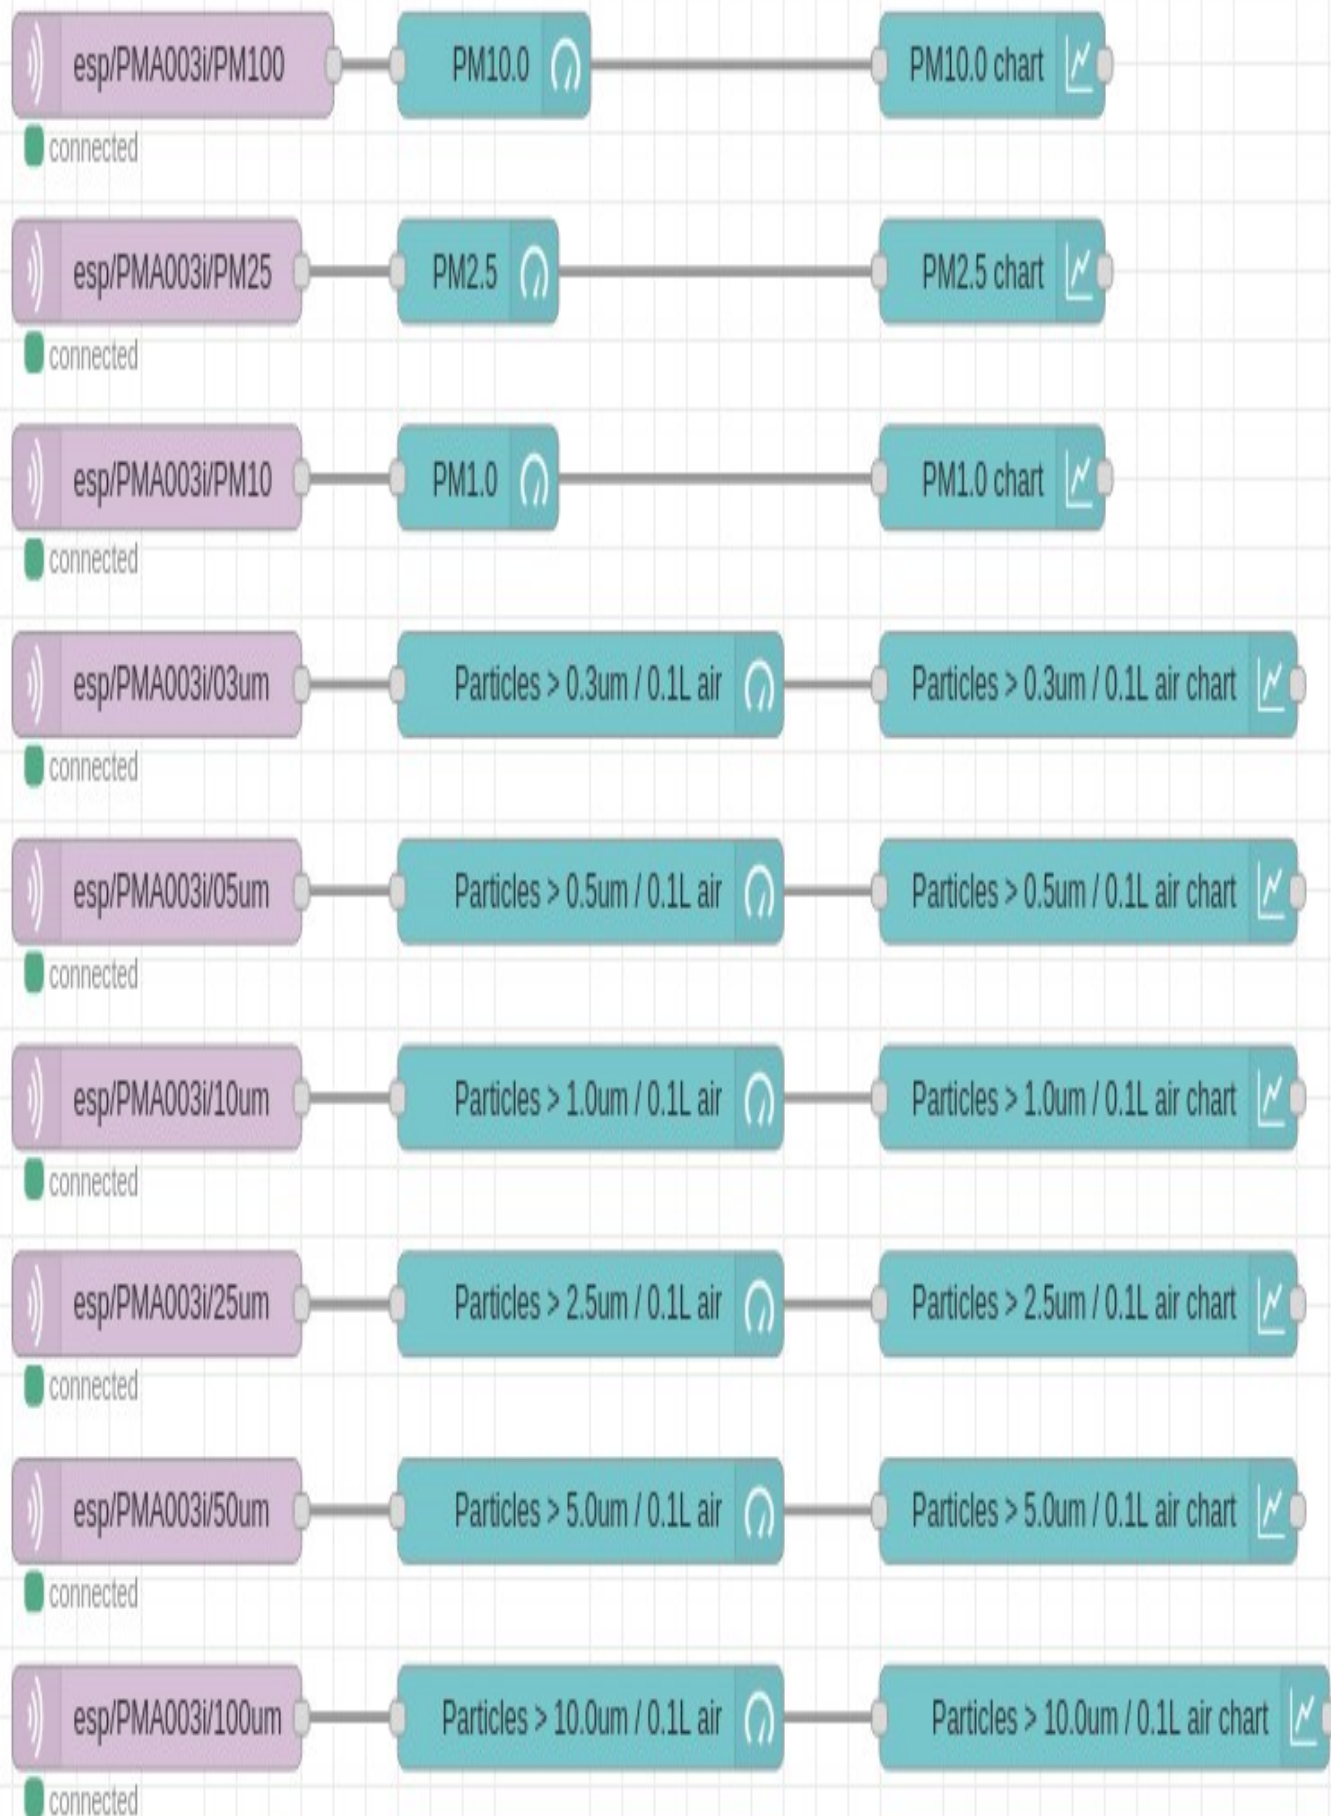 esp/PMA003i/PM100 PM10.0 PM10.0 chart
connected
esp/PMA003i/PM25 PM2.5 PM2.5 chart
connected
esp/PMA003i/PM10 PM1.0 PM1.0 chart
connected
esp/PMA003i/03um Particles > 0.3um / 0.1L air Particles > 0.3um / 0.1L air chart
connected
esp/PMA003i/05um Particles > 0.5um / 0.1L air Particles > 0.5um / 0.1L air chart
connected
esp/PMA003i/10um Particles > 1.0um / 0.1L air Particles > 1.0um / 0.1L air chart
connected
esp/PMA003i/25um Particles > 2.5um / 0.1L air Particles > 2.5um / 0.1L air chart
connected
esp/PMA003i/50um Particles > 5.0um / 0.1L air Particles > 5.0um / 0.1L air chart
connected
esp/PMA003i/100um Particles > 10.0um / 0.1L air Particles > 10.0um / 0.1L air chart
connected